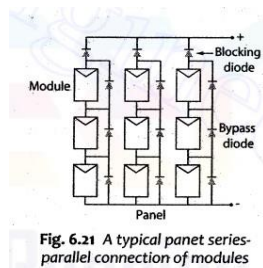 +
Blocking
diode
Module
Bypass
diode
-
Panel
Fig. 6.21 A typical panet series-
parallel connection of modules